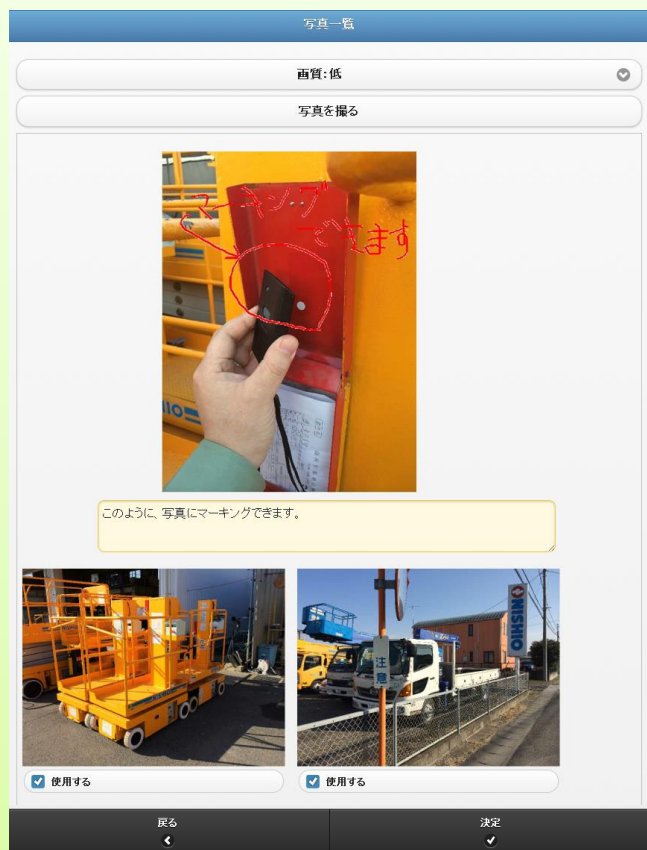 写真一覧
画質:低
写真を撮る
マーキング
できます
このように、写真にマーキングできます。
NISHIO
注意
使用する
使用する
戻る
決定